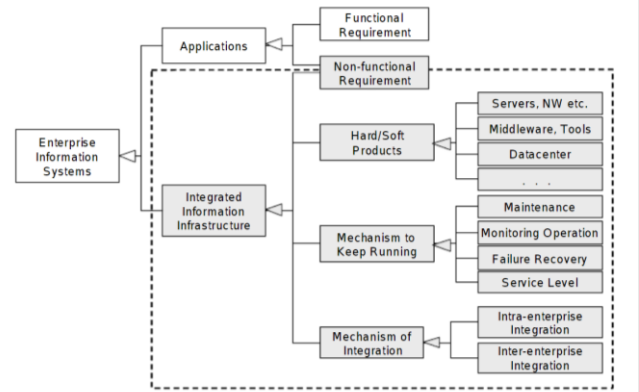 Functional
Requirement
Applications
Non-functional
Requirement
Servers, NW etc.
Hard/Soft
Products
Middleware, Tools
Enterprise
Information
Systems
Datacenter
. . .
Integrated
Information
Infrastructure
Maintenance
Mechanism to
Keep Running
Monitoring Operation
Failure Recovery
Service Level
Intra-enterprise
Integration
Mechanism of
Integration
Inter-enterprise
Integration